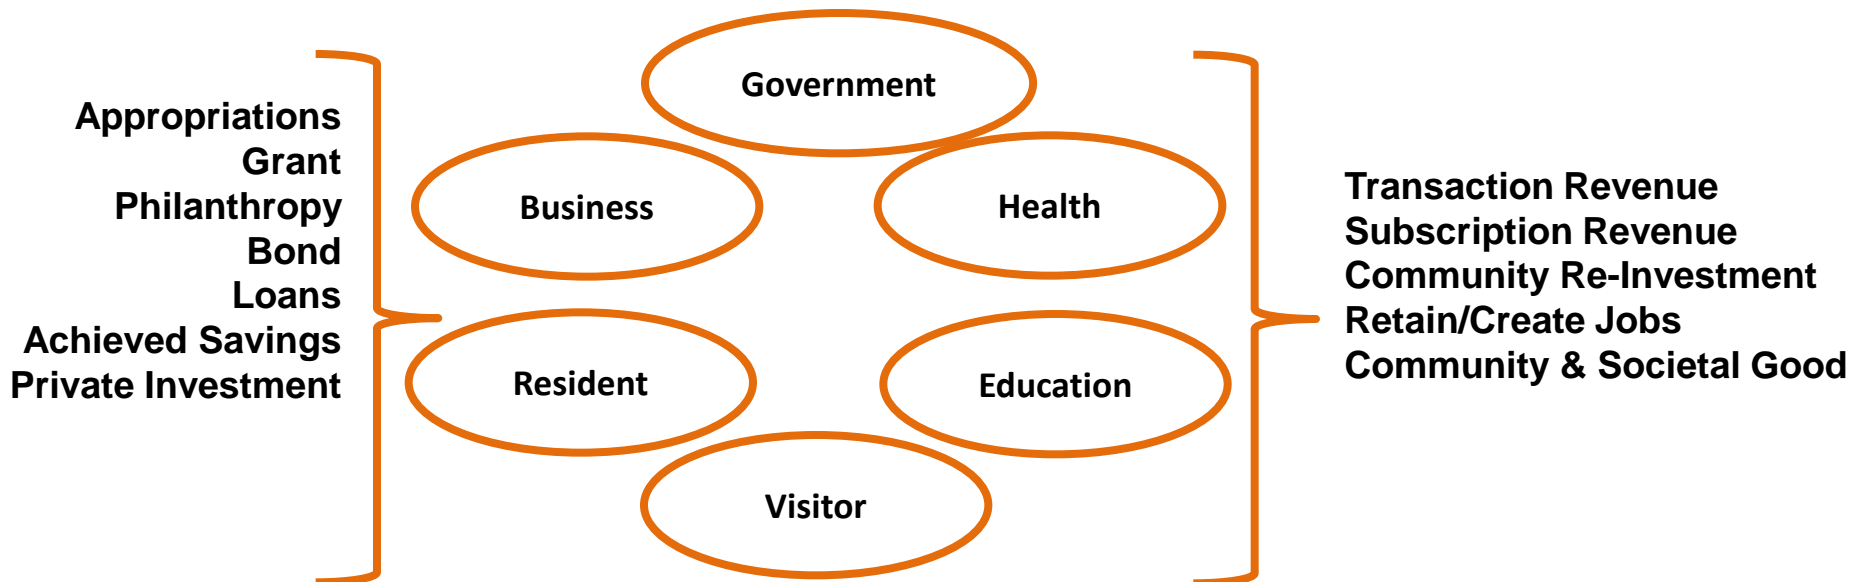 Appropriations
Grant
Philanthropy
Bond
Loans
Achieved Savings
Private Investment
Government
Business
Health
Resident
Education
Visitor
Transaction Revenue
Subscription Revenue
Community Re-Investment
Retain/Create Jobs
Community & Societal Good